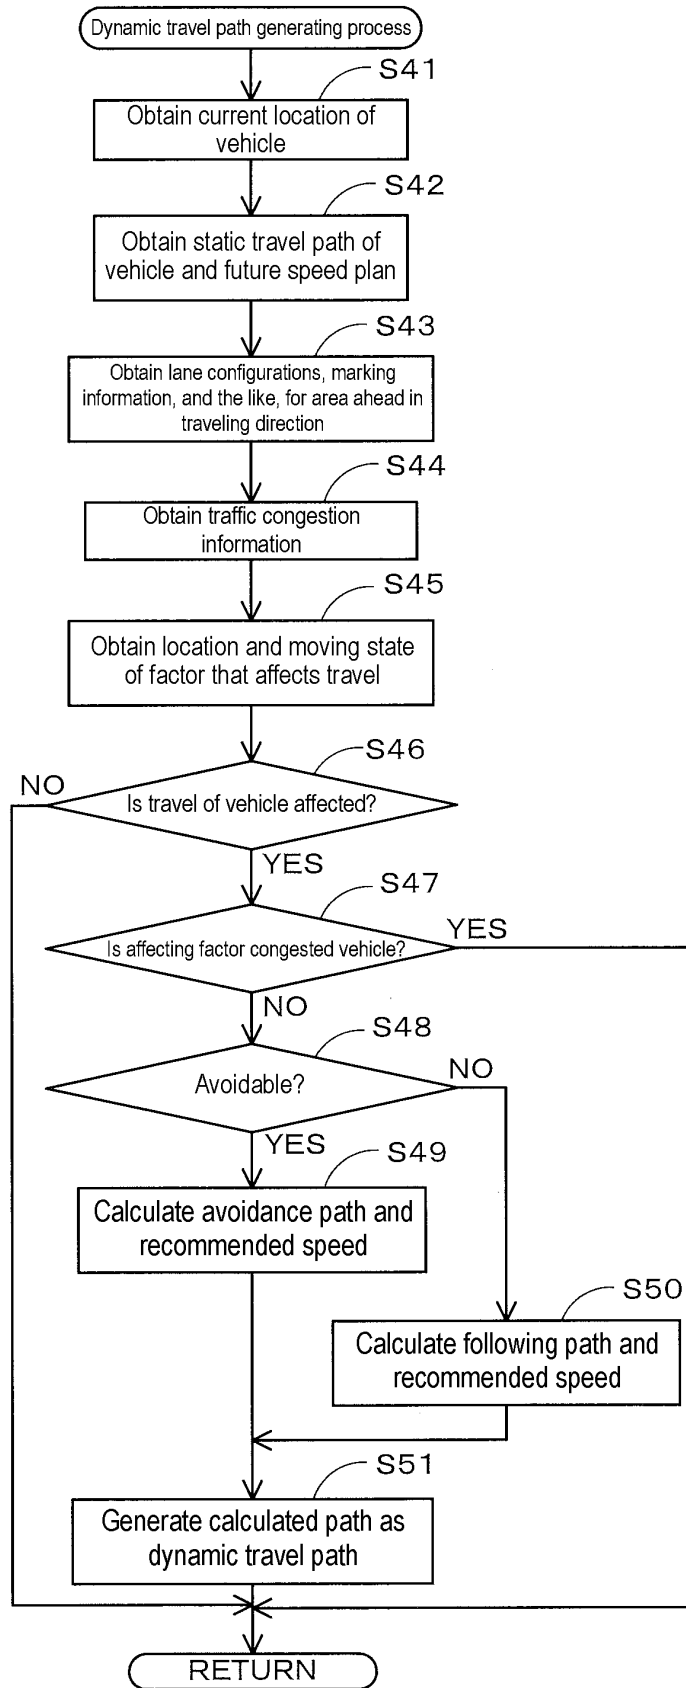 Dynamic travel path generating process
S41
Obtain current location of
vehicle
S42
Obtain static travel path of
vehicle and future speed plan
S43
Obtain lane configurations, marking
information, and the like, for area ahead in
traveling direction
S44
Obtain traffic congestion
information
S45
Obtain location and moving state
of factor that affects travel
S46
NO
Is travel of vehicle affected?
YES
S47
YES
Is affecting factor congested vehicle?
NO
S48
NO
Avoidable?
YES
S49
Calculate avoidance path and
recommended speed
S50
Calculate following path and
recommended speed
S51
Generate calculated path as
dynamic travel path
RETURN